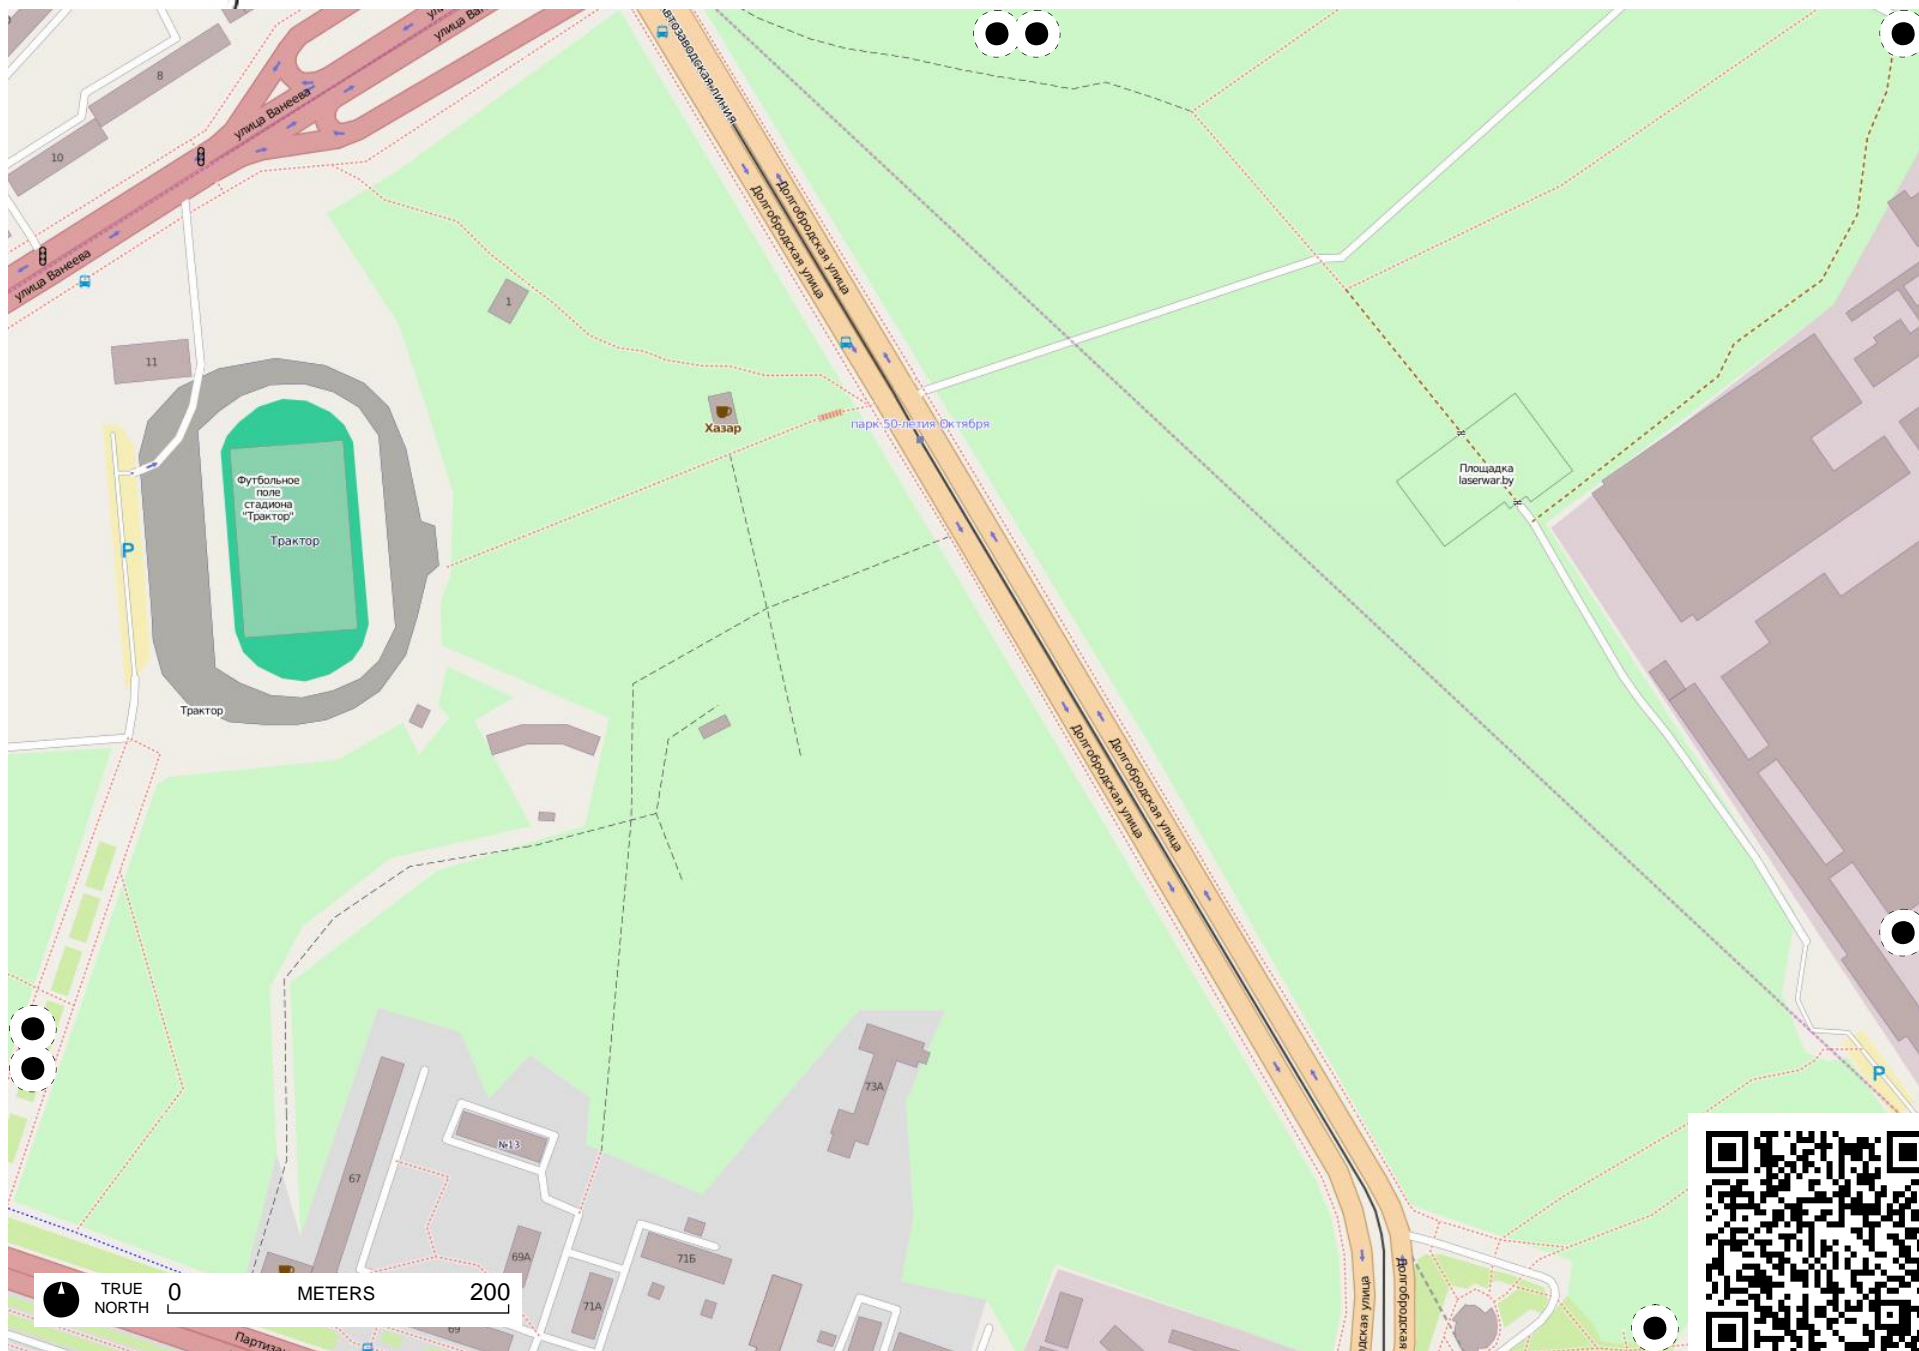 улица Ванеева
8
улица Ванеева
10
улица Ванеева
Автозаводская линия
Долгобродская улица
Долгобродская улица
1
11
Хазар
парк 50-летия Октября
Футбольное
поле
стадиона
"Трактор"
Трактор
P
Трактор
Площадка
laserwar.by
Долгобродская улица
Долгобродская улица
P
73А
№13
67
69А
71Б
71А
69
TRUE
NORTH
0 METERS 200